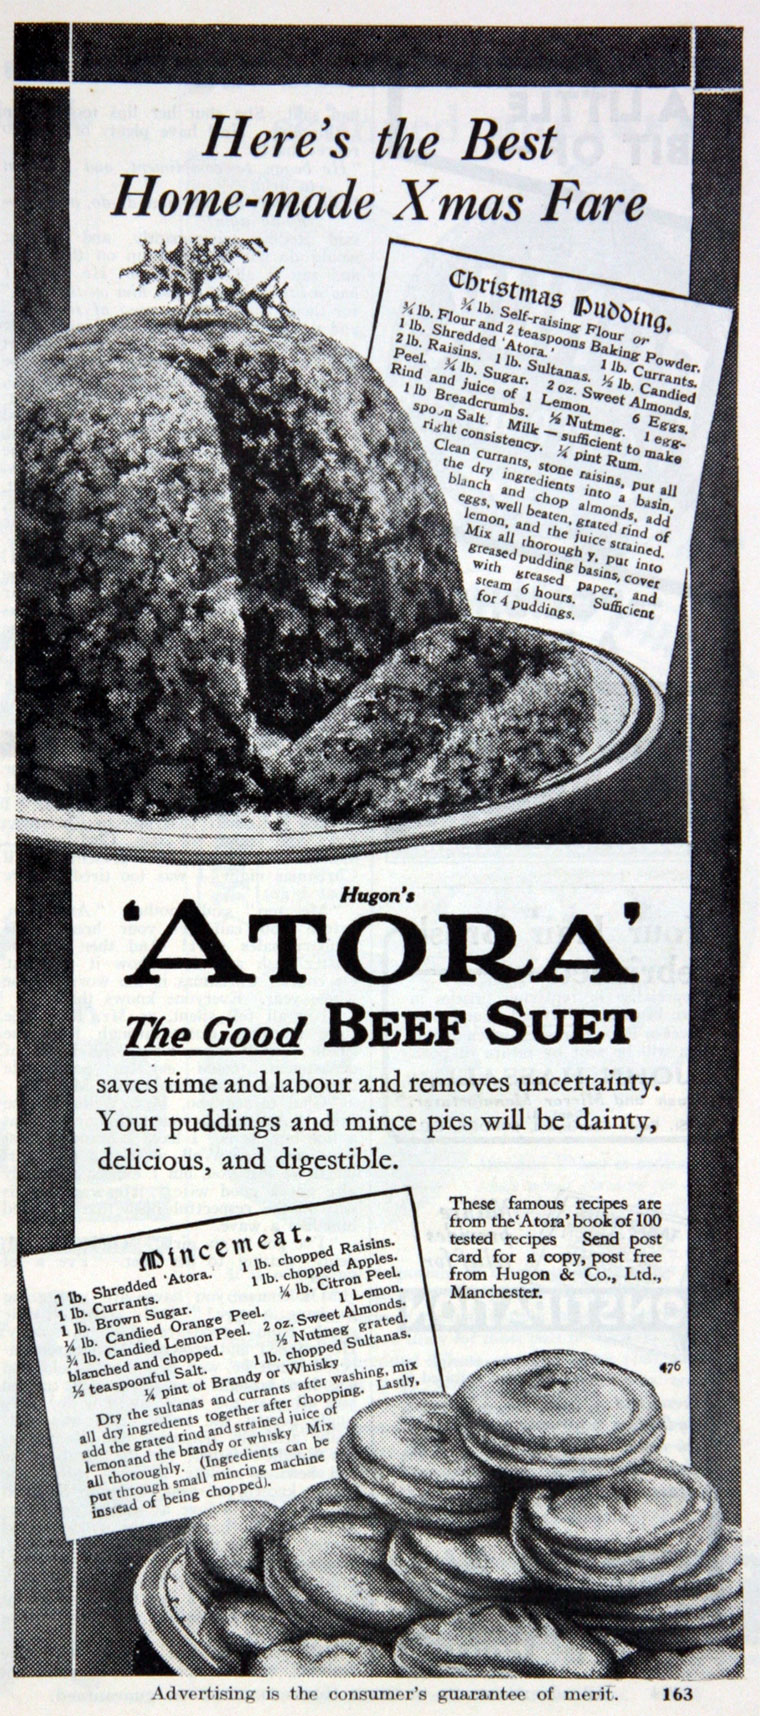 Here's the Best
Home-made Xmas Fare
Christmas Pudding.
¾ lb. Self-raising Flour or
¾ lb. Flour and 2 teaspoons Baking Powder.
1 lb. Shredded 'Atora.' 1 lb. Currants.
2 lb. Raisins. 1 lb. Sultanas. ½ lb. Candied
Peel. ¾ lb. Sugar. 2 oz. Sweet Almonds.
Rind and juice of 1 Lemon. 6 Eggs.
1 lb Breadcrumbs. ½ Nutmeg. 1 egg-
spoon Salt. Milk — sufficient to make
right consistency. ¼ pint Rum.
Clean currants, stone raisins, put all
the dry ingredients into a basin,
blanch and chop almonds, add
eggs, well beaten, grated rind of
lemon, and the juice strained.
Mix all thorough y, put into
greased pudding basins, cover
with greased paper, and
steam 6 hours. Sufficient
for 4 puddings.
Hugon's
'ATORA'
The Good BEEF SUET
saves time and labour and removes uncertainty.
Your puddings and mince pies will be dainty,
delicious, and digestible.
These famous recipes are
from the 'Atora' book of 100
tested recipes Send post
card for a copy, post free
from Hugon & Co., Ltd.,
Manchester.
Mincemeat.
1 lb. Shredded 'Atora. 1 lb. chopped Raisins.
1 lb. Currants. 1 lb. chopped Apples.
1 lb. Brown Sugar. ¼ lb. Citron Peel.
¼ lb. Candied Orange Peel. 1 Lemon.
¾ lb. Candied Lemon Peel. 2 oz. Sweet Almonds.
blanched and chopped. ½ Nutmeg grated.
½ teaspoonful Salt. 1 lb. chopped Sultanas.
¼ pint of Brandy or Whisky
Dry the sultanas and currants after washing, mix
all dry ingredients together after chopping. Lastly,
add the grated rind and strained juice of
lemon and the brandy or whisky Mix
all thoroughly. (Ingredients can be
put through small mincing machine
instead of being chopped).
476
Advertising is the consumer's guarantee of merit. 163